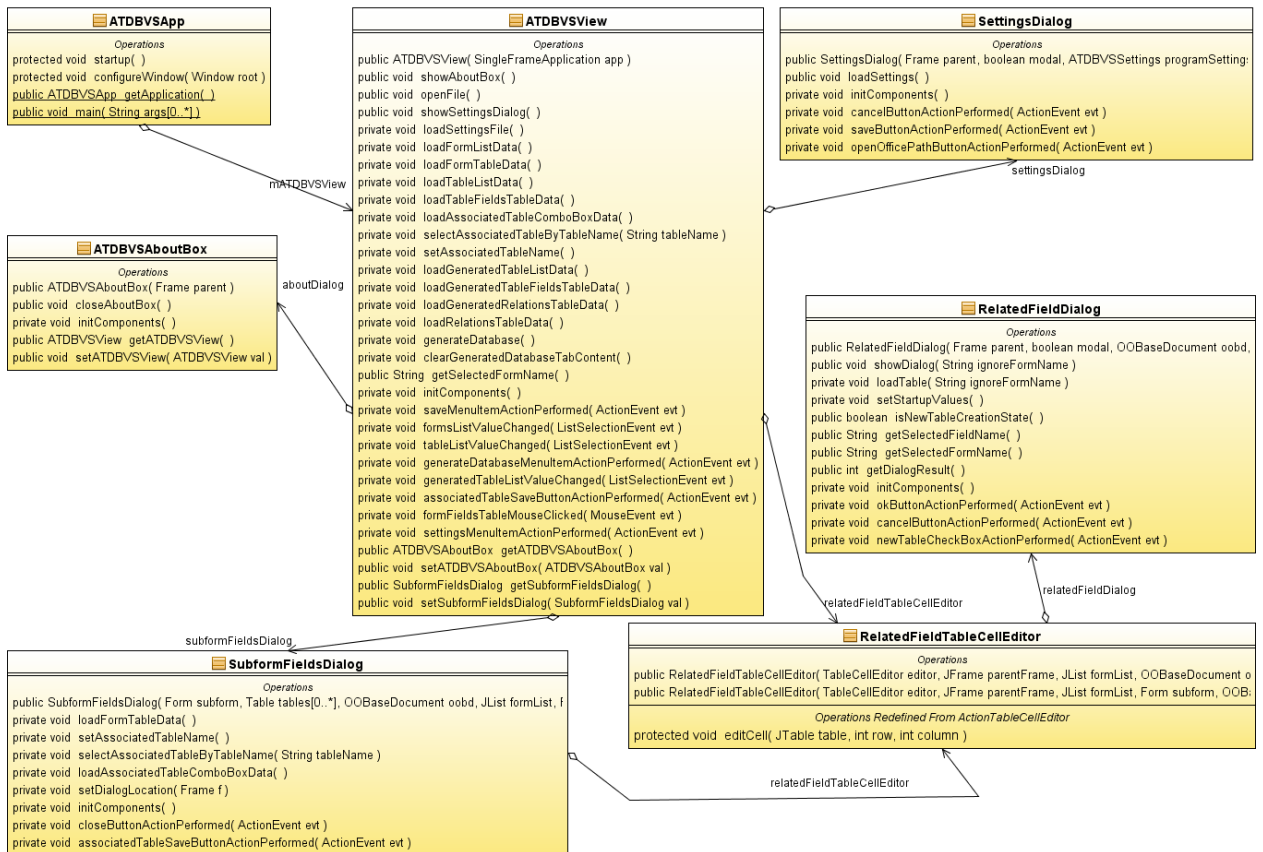 ATDBVSApp
Operations
protected void startup( )
protected void configureWindow( Window root )
public ATDBVSApp getApplication( )
public void main( String args[0..*] )
mATDBVSView
ATDBVSAboutBox
Operations
public ATDBVSAboutBox( Frame parent )
public void closeAboutBox( )
private void initComponents( )
public ATDBVSView getATDBVSView( )
public void setATDBVSView( ATDBVSView val )
aboutDialog
ATDBVSView
Operations
public ATDBVSView( SingleFrameApplication app )
public void showAboutBox( )
public void openFile( )
public void showSettingsDialog( )
private void loadSettingsFile( )
private void loadFormListData( )
private void loadFormTableData( )
private void loadTableListData( )
private void loadTableFieldsTableData( )
private void loadAssociatedTableComboBoxData( )
private void selectAssociatedTableByTableName( String tableName )
private void setAssociatedTableName( )
private void loadGeneratedTableListData( )
private void loadGeneratedTableFieldsTableData( )
private void loadGeneratedRelationsTableData( )
private void loadRelationsTableData( )
private void generateDatabase( )
private void clearGeneratedDatabaseTabContent( )
public String getSelectedFormName( )
private void initComponents( )
private void saveMenuItemActionPerformed( ActionEvent evt )
private void formsListValueChanged( ListSelectionEvent evt )
private void tableListValueChanged( ListSelectionEvent evt )
private void generateDatabaseMenuItemActionPerformed( ActionEvent evt )
private void generatedTableListValueChanged( ListSelectionEvent evt )
private void associatedTableSaveButtonActionPerformed( ActionEvent evt )
private void formFieldsTableMouseClicked( MouseEvent evt )
private void settingsMenuItemActionPerformed( ActionEvent evt )
public ATDBVSAboutBox getATDBVSAboutBox( )
public void setATDBVSAboutBox( ATDBVSAboutBox val )
public SubformFieldsDialog getSubformFieldsDialog( )
public void setSubformFieldsDialog( SubformFieldsDialog val )
SettingsDialog
Operations
public SettingsDialog( Frame parent, boolean modal, ATDBVSSettings programSettings
public void loadSettings( )
private void initComponents( )
private void cancelButtonActionPerformed( ActionEvent evt )
private void saveButtonActionPerformed( ActionEvent evt )
private void openOfficePathButtonActionPerformed( ActionEvent evt )
settingsDialog
RelatedFieldDialog
Operations
public RelatedFieldDialog( Frame parent, boolean modal, OOBaseDocument oobd,
public void showDialog( String ignoreFormName )
private void loadTable( String ignoreFormName )
private void setStartupValues( )
public boolean isNewTableCreationState( )
public String getSelectedFieldName( )
public String getSelectedFormName( )
public int getDialogResult( )
private void initComponents( )
private void okButtonActionPerformed( ActionEvent evt )
private void cancelButtonActionPerformed( ActionEvent evt )
private void newTableCheckBoxActionPerformed( ActionEvent evt )
relatedFieldDialog
relatedFieldTableCellEditor
RelatedFieldTableCellEditor
Operations
public RelatedFieldTableCellEditor( TableCellEditor editor, JFrame parentFrame, JList formList, OOBaseDocument o
public RelatedFieldTableCellEditor( TableCellEditor editor, JFrame parentFrame, JList formList, Form subform, OOB
Operations Redefined From ActionTableCellEditor
protected void editCell( JTable table, int row, int column )
subformFieldsDialog
SubformFieldsDialog
Operations
public SubformFieldsDialog( Form subform, Table tables[0..*], OOBaseDocument oobd, JList formList,
private void loadFormTableData( )
private void setAssociatedTableName( )
private void selectAssociatedTableByTableName( String tableName )
private void loadAssociatedTableComboBoxData( )
private void setDialogLocation( Frame f )
private void initComponents( )
private void closeButtonActionPerformed( ActionEvent evt )
private void associatedTableSaveButtonActionPerformed( ActionEvent evt )
relatedFieldTableCellEditor